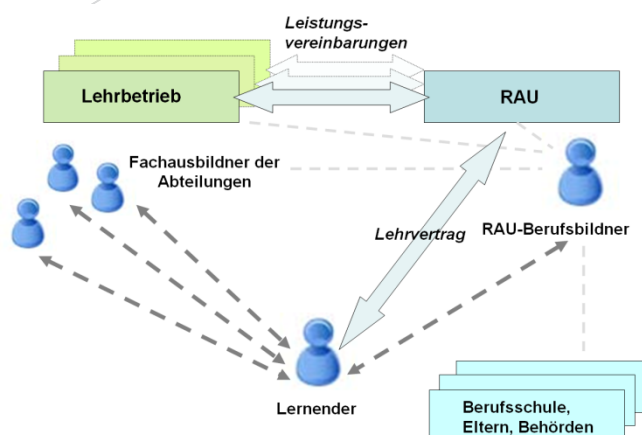 Leistungs-
vereinbarungen
Lehrbetrieb
RAU
Fachausbildner der
Abteilungen
Lehrvertrag
RAU-Berufsbildner
Lernender
Berufsschule,
Eltern, Behörden